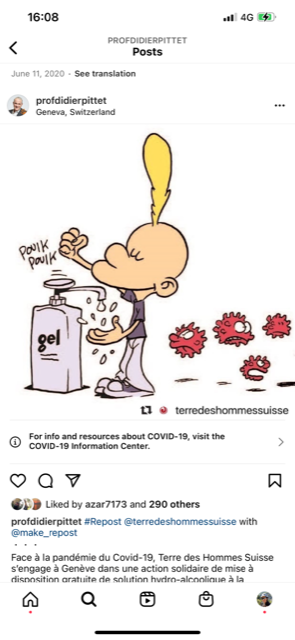 16:08
4G
PROFDIDIERPITTET
Posts
June 11, 2020 · See translation
profdidierpittet
Geneva, Switzerland
POUIK
POUIK
gel
terredeshommessuisse
For info and resources about COVID-19, visit the
COVID-19 Information Center.
Liked by azar7173 and 290 others
profdidierpittet #Repost @terredeshommessuisse with
@make_repost
・・・
Face à la pandémie du Covid-19, Terre des Hommes Suisse
s'engage à Genève dans une action solidaire de mise à
disposition gratuite de solution hydro-alcoolique à la